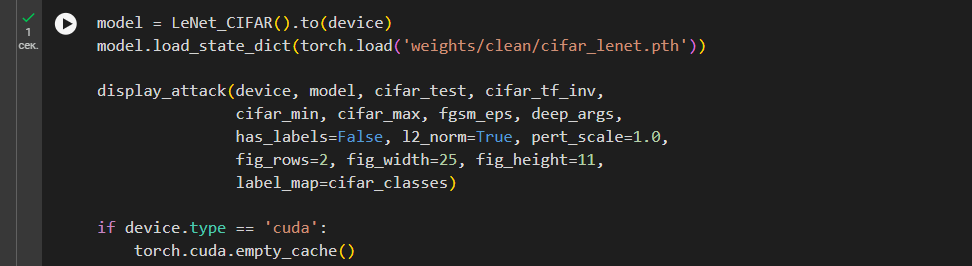 model = LeNet_CIFAR().to(device)
1
сек.
model.load_state_dict(torch.load('weights/clean/cifar_lenet.pth'))
display_attack(device, model, cifar_test, cifar_tf_inv,
cifar_min, cifar_max, fgsm_eps, deep_args,
has_labels=False, l2_norm=True, pert_scale=1.0,
fig_rows=2, fig_width=25, fig_height=11,
label_map=cifar_classes)
if device.type == 'cuda':
torch.cuda.empty_cache()